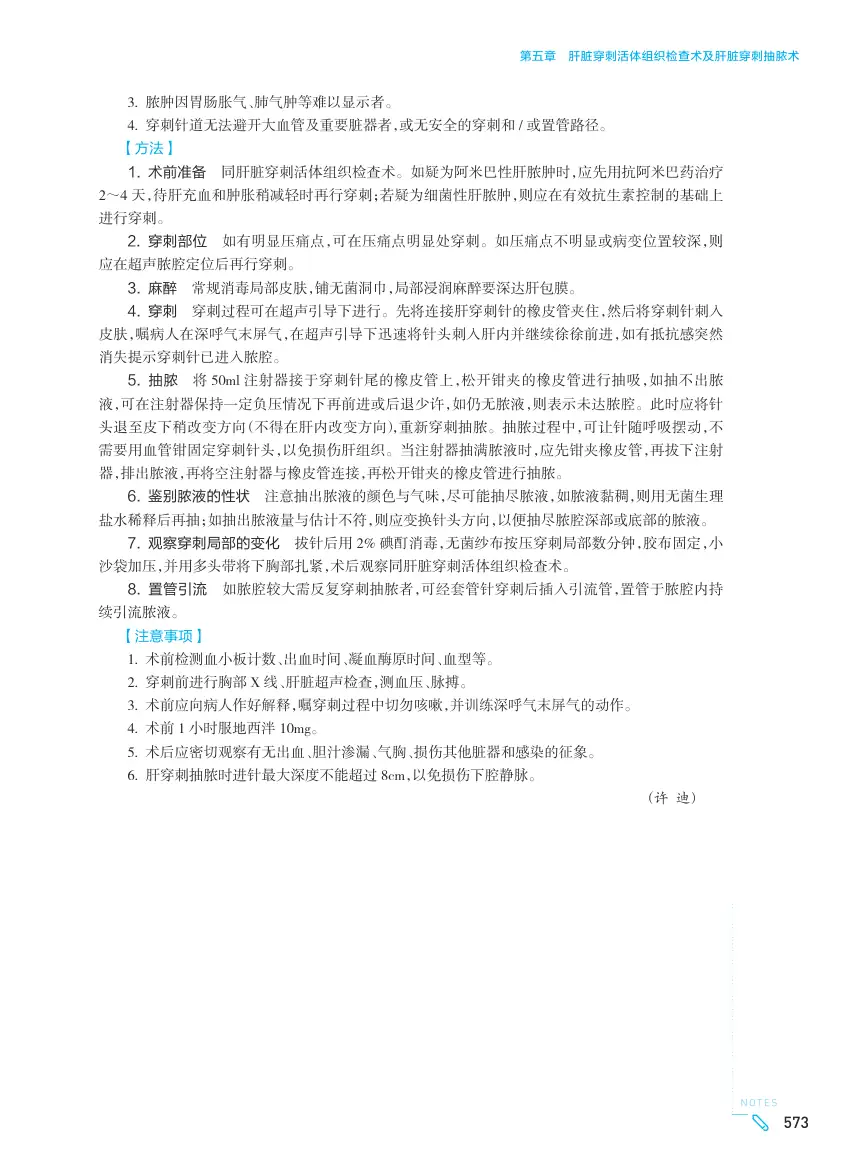 第五章 肝脏穿刺活体组织检查术及肝脏穿刺抽脓术
3. 脓肿因胃肠胀气、肺气肿等难以显示者。
4. 穿刺针道无法避开大血管及重要脏器者,或无安全的穿刺和 / 或置管路径。
【方法】
1. 术前准备 同肝脏穿刺活体组织检查术。如疑为阿米巴性肝脓肿时,应先用抗阿米巴药治疗
2～4 天,待肝充血和肿胀稍减轻时再行穿刺;若疑为细菌性肝脓肿,则应在有效抗生素控制的基础上
进行穿刺。
2. 穿刺部位 如有明显压痛点,可在压痛点明显处穿刺。如压痛点不明显或病变位置较深,则
应在超声脓腔定位后再行穿刺。
3. 麻醉 常规消毒局部皮肤,铺无菌洞巾,局部浸润麻醉要深达肝包膜。
4. 穿刺 穿刺过程可在超声引导下进行。先将连接肝穿刺针的橡皮管夹住,然后将穿刺针刺入
皮肤,嘱病人在深呼气末屏气,在超声引导下迅速将针头刺入肝内并继续徐徐前进,如有抵抗感突然
消失提示穿刺针已进入脓腔。
5. 抽脓 将 50ml 注射器接于穿刺针尾的橡皮管上,松开钳夹的橡皮管进行抽吸,如抽不出脓
液,可在注射器保持一定负压情况下再前进或后退少许,如仍无脓液,则表示未达脓腔。此时应将针
头退至皮下稍改变方向(不得在肝内改变方向),重新穿刺抽脓。抽脓过程中,可让针随呼吸摆动,不
需要用血管钳固定穿刺针头,以免损伤肝组织。当注射器抽满脓液时,应先钳夹橡皮管,再拔下注射
器,排出脓液,再将空注射器与橡皮管连接,再松开钳夹的橡皮管进行抽脓。
6. 鉴别脓液的性状 注意抽出脓液的颜色与气味,尽可能抽尽脓液,如脓液黏稠,则用无菌生理
盐水稀释后再抽;如抽出脓液量与估计不符,则应变换针头方向,以便抽尽脓腔深部或底部的脓液。
7. 观察穿刺局部的变化 拔针后用 2% 碘酊消毒,无菌纱布按压穿刺局部数分钟,胶布固定,小
沙袋加压,并用多头带将下胸部扎紧,术后观察同肝脏穿刺活体组织检查术。
8. 置管引流 如脓腔较大需反复穿刺抽脓者,可经套管针穿刺后插入引流管,置管于脓腔内持
续引流脓液。
【注意事项】
1. 术前检测血小板计数、出血时间、凝血酶原时间、血型等。
2. 穿刺前进行胸部 X 线、肝脏超声检查,测血压、脉搏。
3. 术前应向病人作好解释,嘱穿刺过程中切勿咳嗽,并训练深呼气末屏气的动作。
4. 术前 1 小时服地西泮 10mg。
5. 术后应密切观察有无出血、胆汁渗漏、气胸、损伤其他脏器和感染的征象。
6. 肝穿刺抽脓时进针最大深度不能超过 8cm,以免损伤下腔静脉。
(许 迪)
NOTES
573